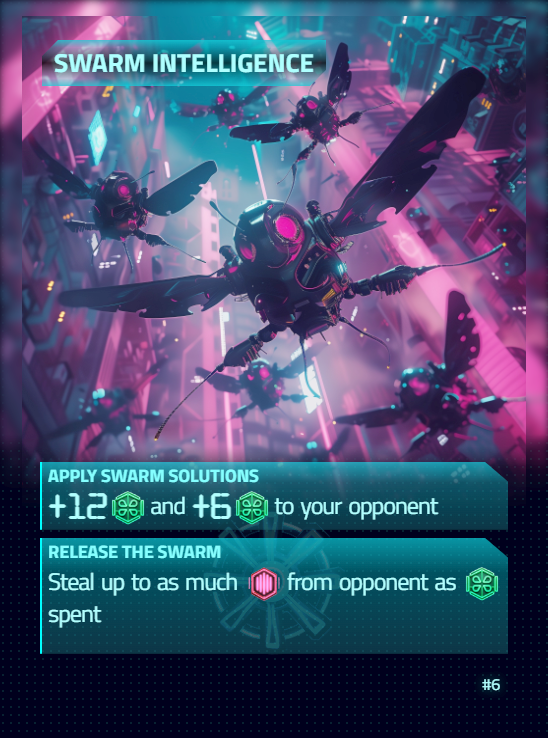 SWARM INTELLIGENCE
APPLY SWARM SOLUTIONS
+12 and +6 to your opponent
RELEASE THE SWARM
Steal up to as much from opponent as
spent
#6